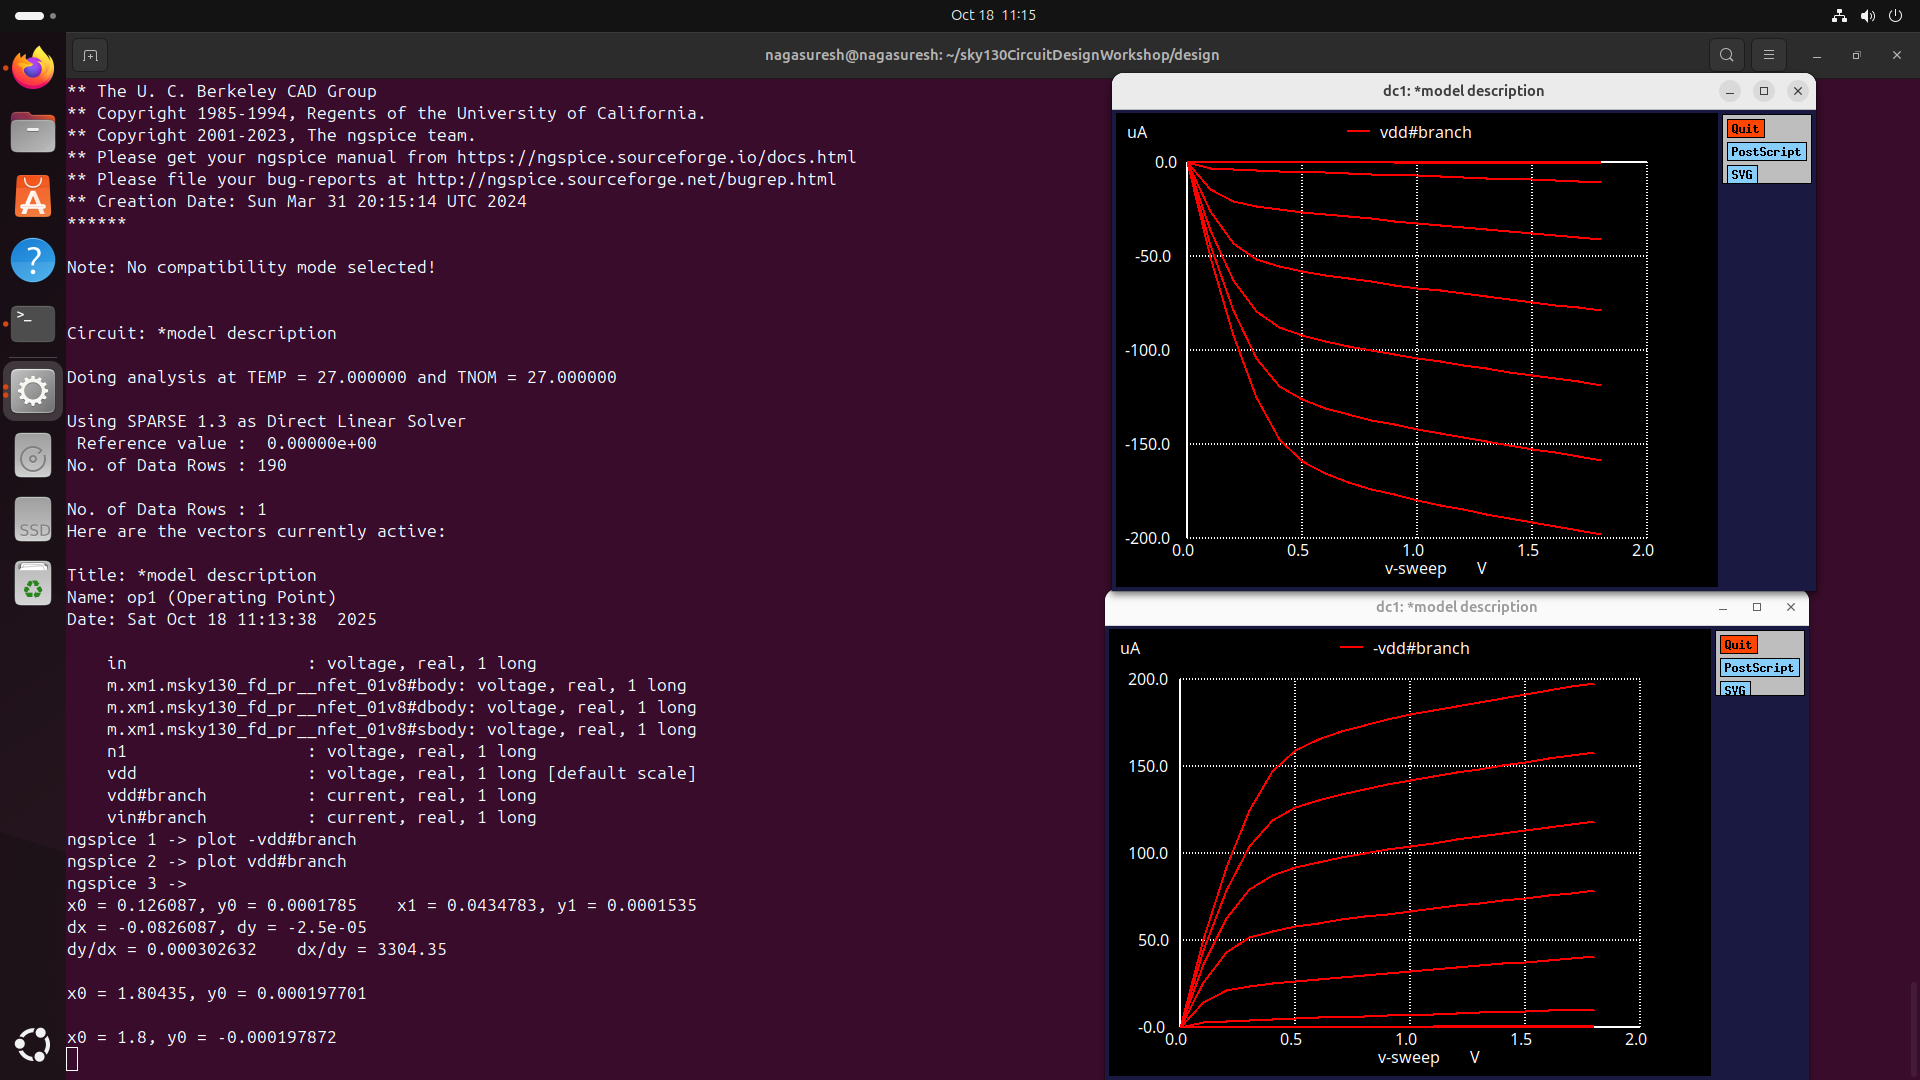 Oct 18 11:15
nagasuresh@nagasuresh: ~/sky130CircuitDesignWorkshop/design
** The U. C. Berkeley CAD Group
** Copyright 1985-1994, Regents of the University of California.
** Copyright 2001-2023, The ngspice team.
** Please get your ngspice manual from https://ngspice.sourceforge.io/docs.html
** Please file your bug-reports at http://ngspice.sourceforge.net/bugrep.html
** Creation Date: Sun Mar 31 20:15:14 UTC 2024
******
Note: No compatibility mode selected!
Circuit: *model description
Doing analysis at TEMP = 27.000000 and TNOM = 27.000000
Using SPARSE 1.3 as Direct Linear Solver
Reference value :  0.00000e+00
No. of Data Rows : 190
No. of Data Rows : 1
Here are the vectors currently active:
Title: *model description
Name: op1 (Operating Point)
Date: Sat Oct 18 11:13:38  2025
in                  : voltage, real, 1 long
m.xm1.msky130_fd_pr__nfet_01v8#body: voltage, real, 1 long
m.xm1.msky130_fd_pr__nfet_01v8#dbody: voltage, real, 1 long
m.xm1.msky130_fd_pr__nfet_01v8#sbody: voltage, real, 1 long
n1                  : voltage, real, 1 long
vdd                 : voltage, real, 1 long [default scale]
vdd#branch          : current, real, 1 long
vin#branch          : current, real, 1 long
ngspice 1 -> plot -vdd#branch
ngspice 2 -> plot vdd#branch
ngspice 3 ->
x0 = 0.126087, y0 = 0.0001785    x1 = 0.0434783, y1 = 0.0001535
dx = -0.0826087, dy = -2.5e-05
dy/dx = 0.000302632    dx/dy = 3304.35
x0 = 1.80435, y0 = 0.000197701
x0 = 1.8, y0 = -0.000197872
>_
?
SSD
dc1: *model description
uA
vdd#branch
Quit
PostScript
SVG
0.0
-50.0
-100.0
-150.0
-200.0
0.0 0.5 1.0 1.5 2.0
v-sweep V
dc1: *model description
uA
-vdd#branch
Quit
PostScript
SVG
200.0
150.0
100.0
50.0
-0.0
0.0 0.5 1.0 1.5 2.0
v-sweep V